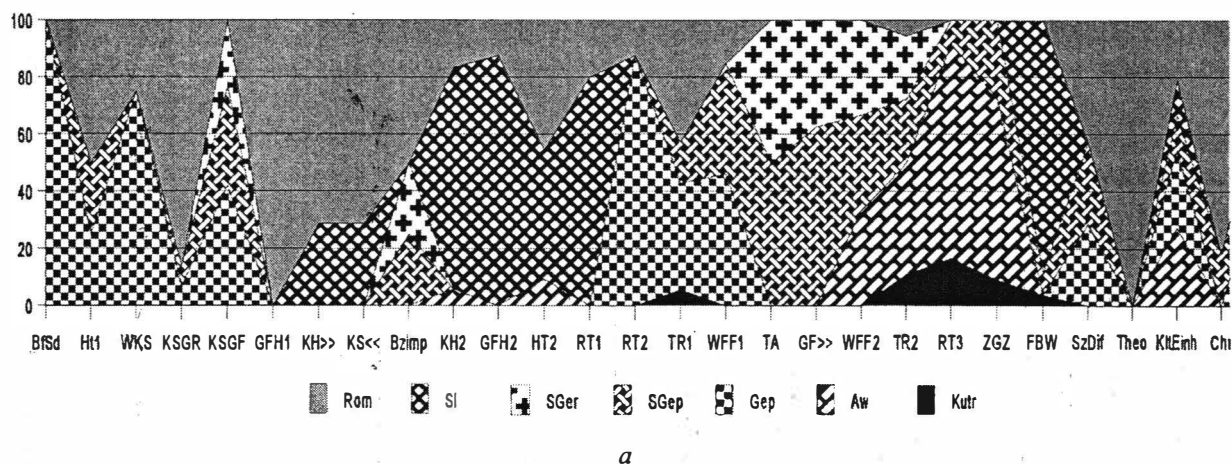 100
80
60
40
20
0
BfSd Ht1 WKS KSGR KSGF GFH1 KH>> KS<< Bzimp KH2 GFH2 HT2 RT1 RT2 TR1 WFF1 TA GF>> WFF2 TR2 RT3 ZGZ FBW SzDif Theo KltEinh Chu
Rom Sl SGer SGep Gep Aw Kutr
a